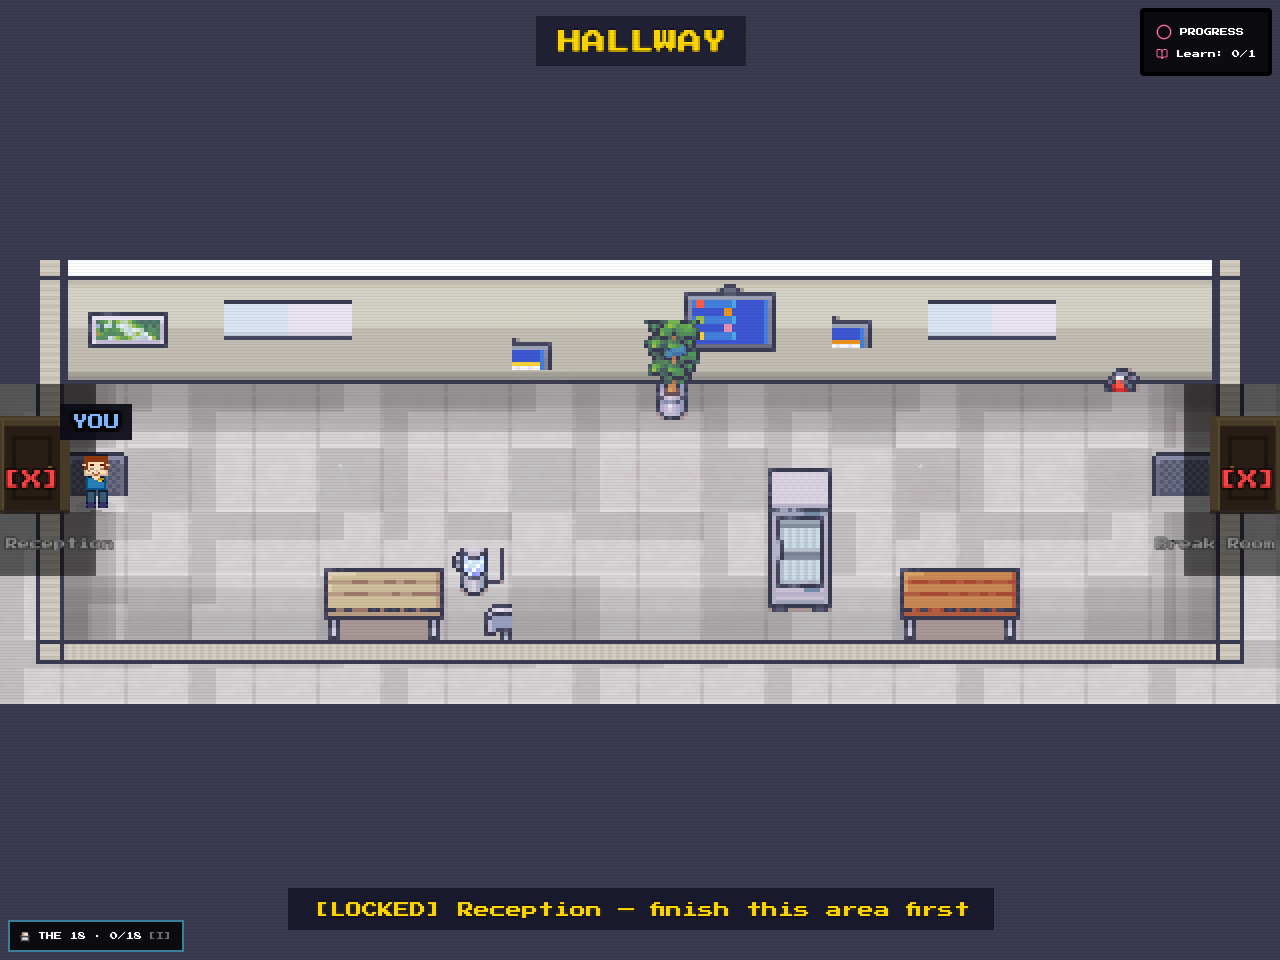 HALLWAY
PROGRESS
Learn: 0/1
YOU
[X]
[X]
Reception
Break Room
[LOCKED] Reception — finish this area first
THE 18 · 0/18 [I]